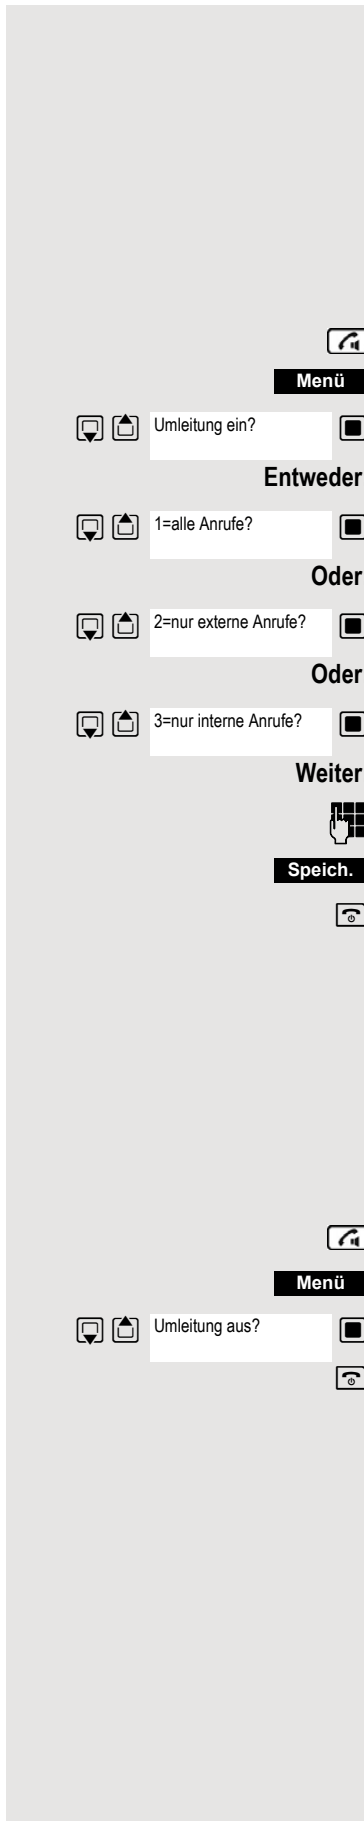 Menü
Umleitung ein?
Entweder
1=alle Anrufe?
Oder
2=nur externe Anrufe?
Oder
3=nur interne Anrufe?
Weiter
Speich.
Menü
Umleitung aus?